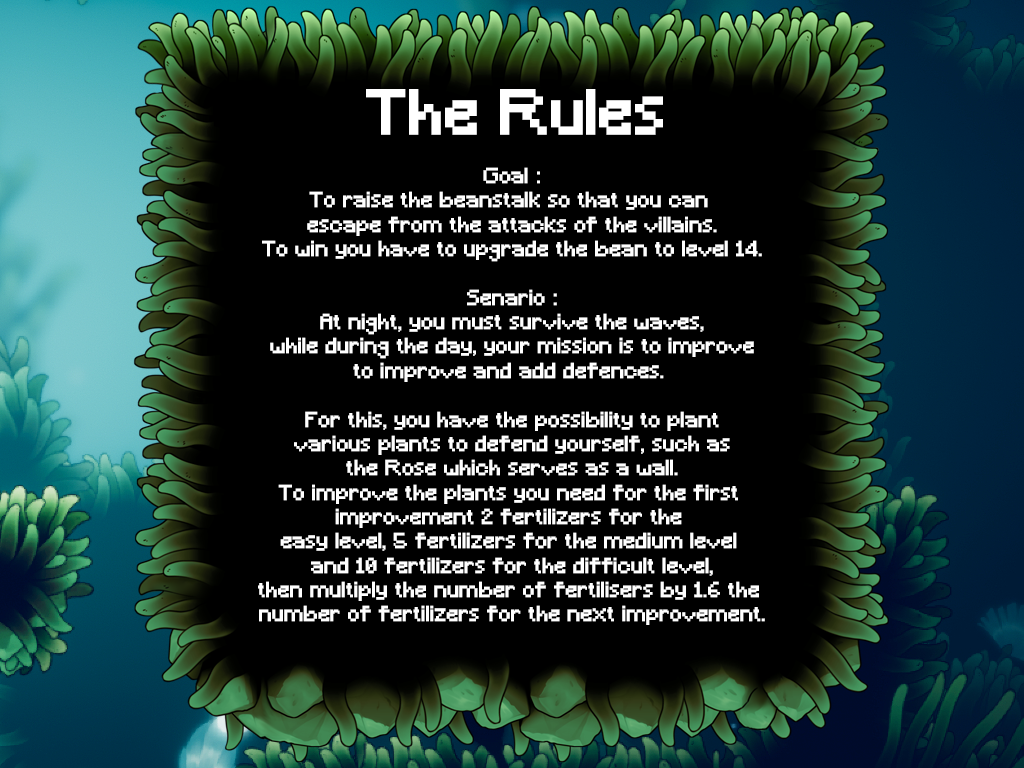 The Rules
Goal :
To raise the beanstalk so that you can
escape from the attacks of the villains.
To win you have to upgrade the bean to level 14.
Senario :
At night, you must survive the waves,
while during the day, your mission is to improve
to improve and add defences.
For this, you have the possibility to plant
various plants to defend yourself, such as
the Rose which serves as a wall.
To improve the plants you need for the first
improvement 2 fertilizers for the
easy level, 5 fertilizers for the medium level
and 10 fertilizers for the difficult level,
then multiply the number of fertilisers by 1.6 the
number of fertilizers for the next improvement.